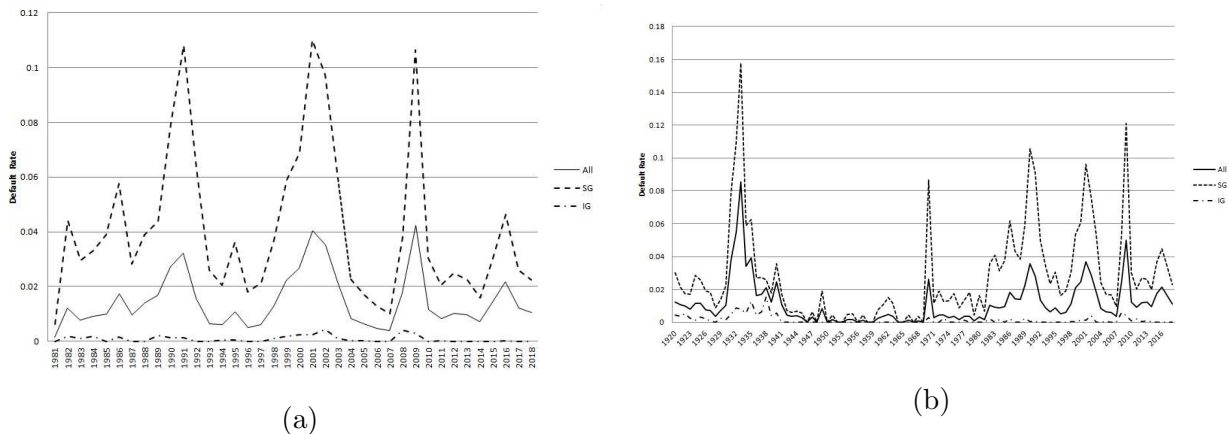 0.12
0.1
0.08
0.06
0.04
0.02
0
Default Rate
1981 1982 1983 1984 1985 1986 1987 1988 1989 1990 1991 1992 1993 1994 1995 1996 1997 1998 1999 2000 2001 2002 2003 2004 2005 2006 2007 2008 2009 2010 2011 2012 2013 2014 2015 2016 2017 2018
All
SG
IG
(a)
0.18
0.16
0.14
0.12
0.1
0.08
0.06
0.04
0.02
0
Default Rate
1920 1923 1926 1929 1932 1935 1938 1941 1944 1947 1950 1953 1956 1959 1962 1965 1968 1971 1974 1977 1980 1983 1986 1989 1992 1995 1998 2001 2004 2007 2010 2013 2016
All
SG
IG
(b)